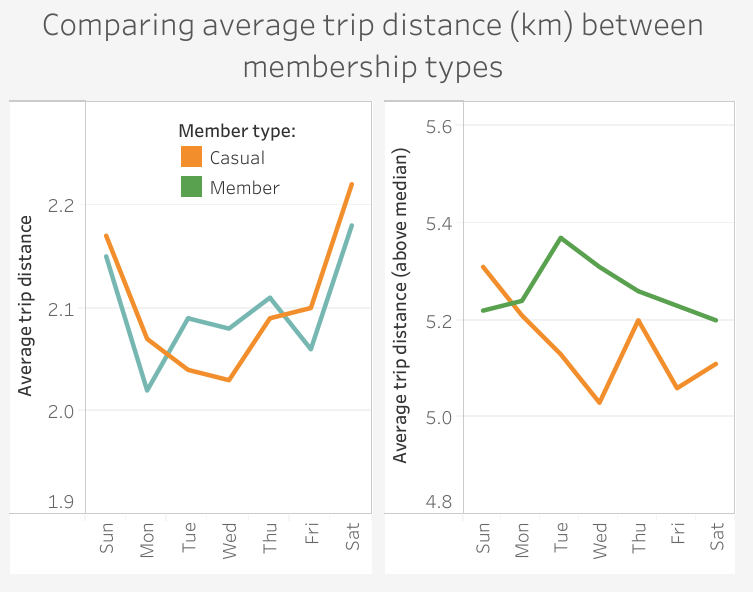 Comparing average trip distance (km) between
membership types
Member type:
Casual
Member
Average trip distance
2.2
2.1
2.0
1.9
Sun
Mon
Tue
Wed
Thu
Fri
Sat
Average trip distance (above median)
5.6
5.4
5.2
5.0
4.8
Sun
Mon
Tue
Wed
Thu
Fri
Sat